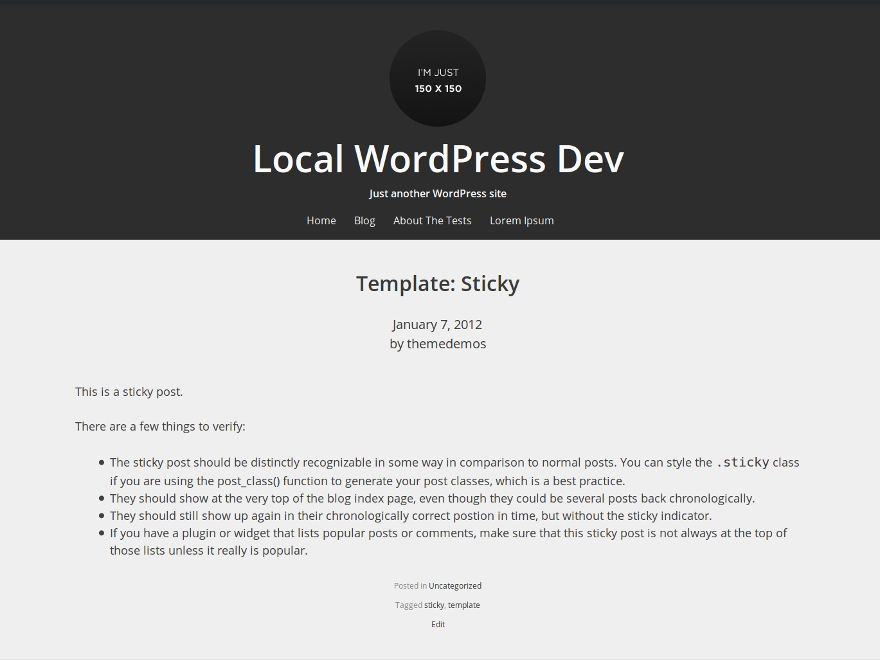 I'M JUST
150 X 150
Local WordPress Dev
Just another WordPress site
Home Blog About The Tests Lorem Ipsum
Template: Sticky
January 7, 2012
by themedemos
This is a sticky post.
There are a few things to verify:
The sticky post should be distinctly recognizable in some way in comparison to normal posts. You can style the .sticky class
if you are using the post_class() function to generate your post classes, which is a best practice.
They should show at the very top of the blog index page, even though they could be several posts back chronologically.
They should still show up again in their chronologically correct postion in time, but without the sticky indicator.
If you have a plugin or widget that lists popular posts or comments, make sure that this sticky post is not always at the top of
those lists unless it really is popular.
Posted in Uncategorized
Tagged sticky, template
Edit